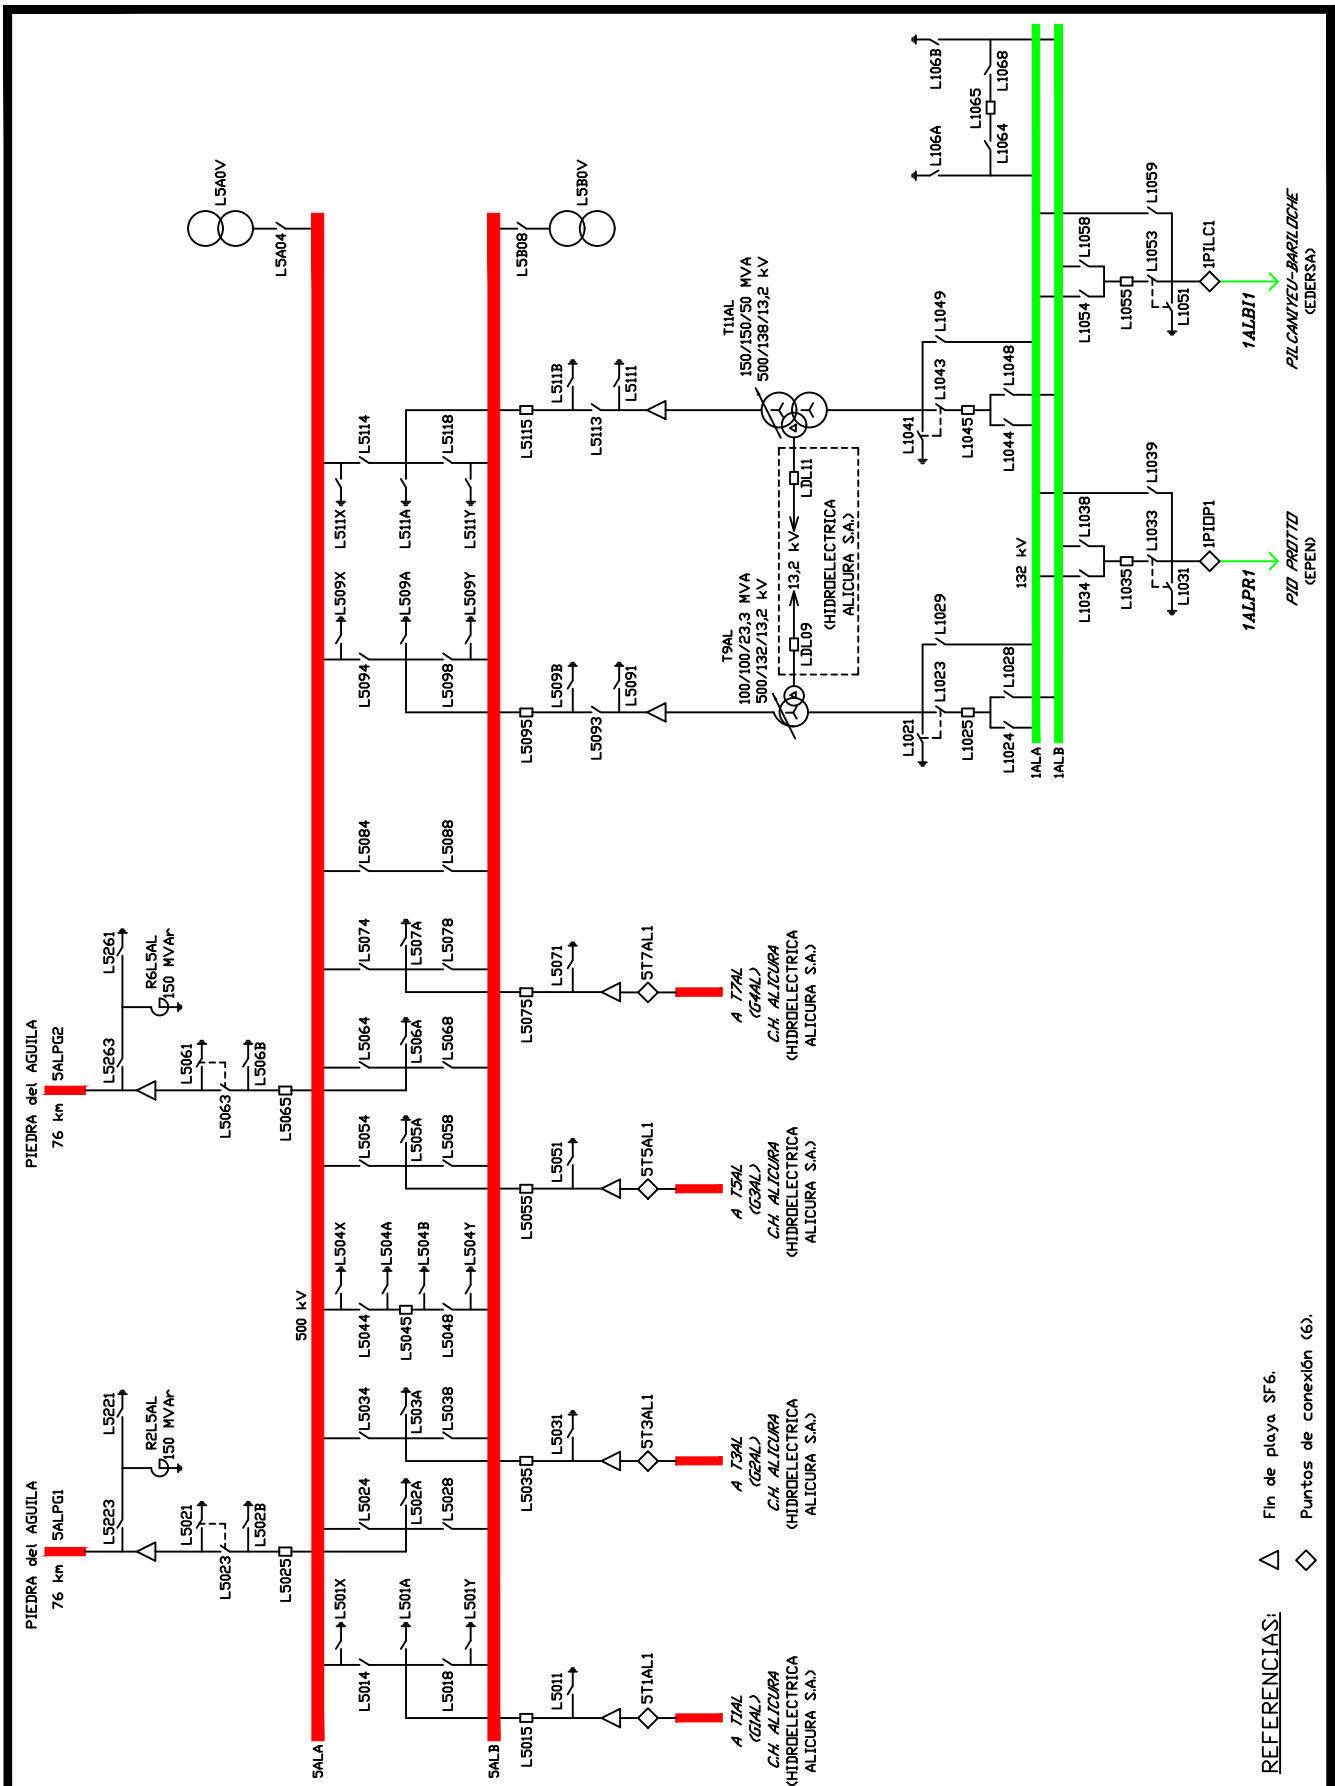 PIEDRA del AGUILA
76 km 5ALPG1
L5223
L5221
R2L5AL
150 MVAr
L5021
L5023
L502B
L5025
PIEDRA del AGUILA
76 km 5ALPG2
L5263
L5261
R6L5AL
150 MVAr
L5061
L5063
L506B
L5065
L5A0V
L5A04
500 kV
5ALA
L501X
L5014
L501A
L5018
L501Y
L5024
L502A
L5028
L5034
L503A
L5038
L504X
L5044
L504A
L5045
L504B
L5048
L504Y
L5054
L505A
L5058
L5064
L506A
L5068
L5074
L507A
L5078
L5084
L5088
L509X
L5094
L509A
L5098
L509Y
L511X
L5114
L511A
L5118
L511Y
5ALB
L5B08
L5B0V
L5015
L5011
5T1AL1
A T1AL
(G1AL)
C.H. ALICURA
(HIDROELECTRICA
ALICURA S.A.)
L5035
L5031
5T3AL1
A T3AL
(G2AL)
C.H. ALICURA
(HIDROELECTRICA
ALICURA S.A.)
L5055
L5051
5T5AL1
A T5AL
(G3AL)
C.H. ALICURA
(HIDROELECTRICA
ALICURA S.A.)
L5075
L5071
5T7AL1
A T7AL
(G4AL)
C.H. ALICURA
(HIDROELECTRICA
ALICURA S.A.)
L5095
L509B
L5093
L5091
T9AL
100/100/23,3 MVA
500/132/13,2 kV
L5115
L511B
L5113
L5111
T11AL
150/150/50 MVA
500/138/13,2 kV
LDL09
13,2 kV
LDL11
(HIDROELECTRICA
ALICURA S.A.)
L1021
L1023
L1029
L1025
L1024
L1028
L1041
L1043
L1049
L1045
L1044
L1048
L106A
L106B
L1065
L1064
L1068
1ALA
1ALB
132 kV
L1034
L1038
L1039
L1035
L1033
L1031
1PIOP1
1ALPR1
PIO PROTTO
(EPEN)
L1054
L1058
L1059
L1055
L1053
L1051
1PILC1
1ALBI1
PILCANIYEU-BARILOCHE
(EDERSA)
REFERENCIAS:
Fin de playa SF6.
Puntos de conexión (6).